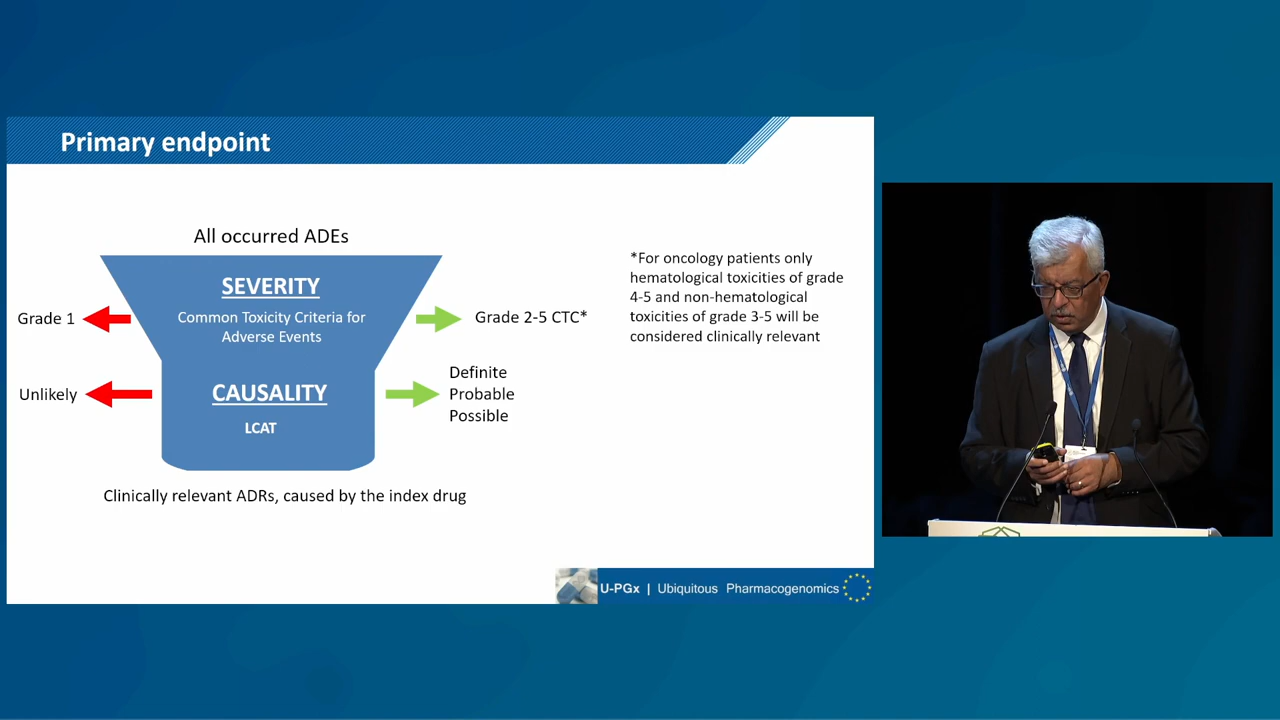 Primary endpoint
All occurred ADEs
SEVERITY
Common Toxicity Criteria for
Adverse Events
Grade 1
Grade 2-5 CTC*
CAUSALITY
LCAT
Unlikely
Definite
Probable
Possible
Clinically relevant ADRs, caused by the index drug
*For oncology patients only
hematological toxicities of grade
4-5 and non-hematological
toxicities of grade 3-5 will be
considered clinically relevant
U-PGx | Ubiquitous Pharmacogenomics